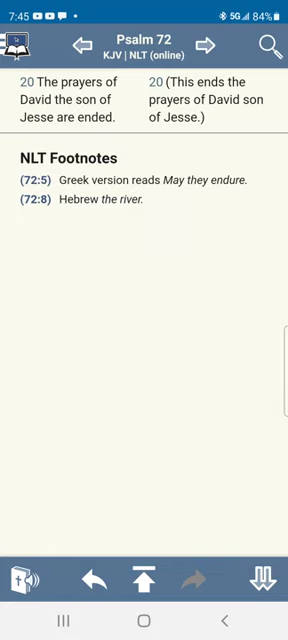 7:45
5G 84%
Psalm 72
KJV | NLT (online)
20 The prayers of
David the son of
Jesse are ended.
20 (This ends the
prayers of David son
of Jesse.)
NLT Footnotes
(72:5) Greek version reads May they endure.
(72:8) Hebrew the river.